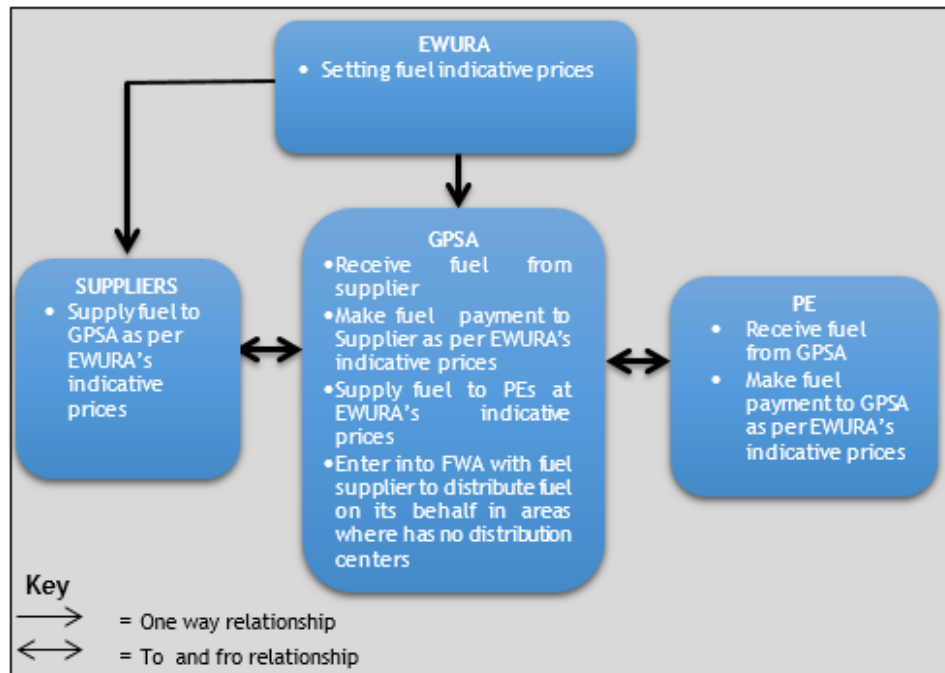 EWURA
• Setting fuel indicative prices
SUPPLIERS
• Supply fuel to
GPSA as per
EWURA's
indicative
prices
GPSA
•Receive fuel from
supplier
•Make fuel payment to
Supplier as per EWURA's
indicative prices
•Supply fuel to PEs at
EWURA's indicative
prices
•Enter into FWA with fuel
supplier to distribute fuel
on its behalf in areas
where has no distribution
centers
PE
• Receive fuel
from GPSA
• Make fuel
payment to GPSA
as per EWURA's
indicative prices
Key
= One way relationship
= To and fro relationship